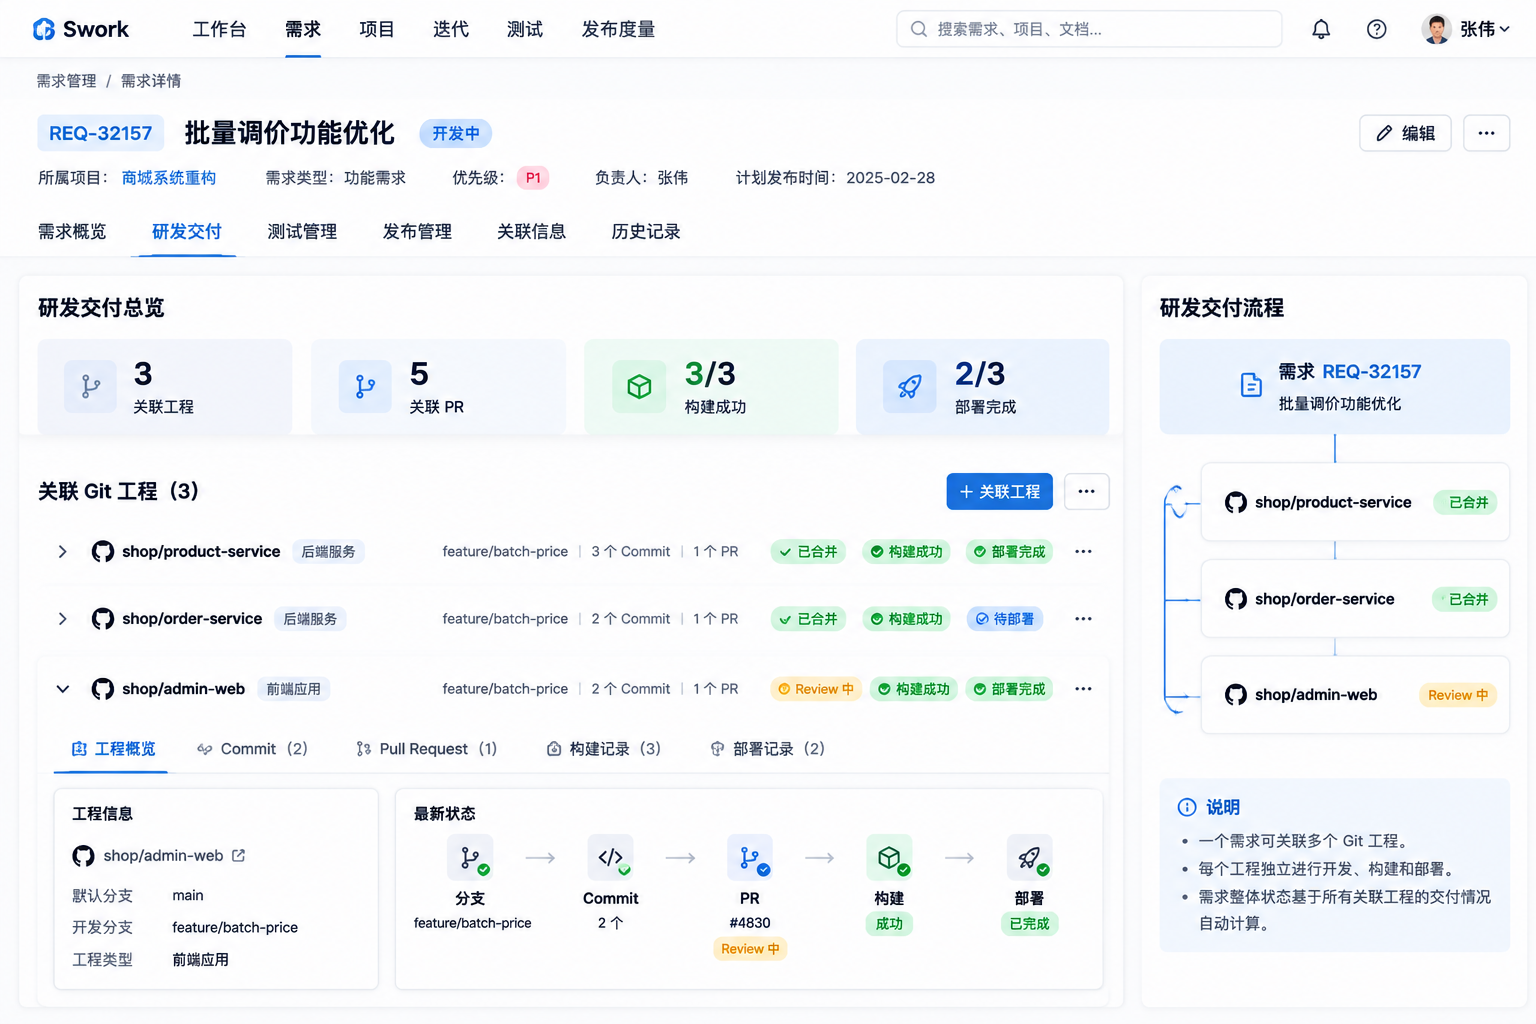 Swork 工作台 需求 项目 迭代 测试 发布度量 搜索需求、项目、文档... 张伟
需求管理 / 需求详情
REQ-32157 批量调价功能优化 开发中 编辑
所属项目： 商城系统重构 需求类型：功能需求 优先级： P1 负责人：张伟 计划发布时间：2025-02-28
需求概览 研发交付 测试管理 发布管理 关联信息 历史记录
研发交付总览
3
关联工程
5
关联 PR
3/3
构建成功
2/3
部署完成
关联 Git 工程（3）
+ 关联工程
shop/product-service 后端服务 feature/batch-price | 3 个 Commit | 1 个 PR 已合并 构建成功 部署完成
shop/order-service 后端服务 feature/batch-price | 2 个 Commit | 1 个 PR 已合并 构建成功 待部署
shop/admin-web 前端应用 feature/batch-price | 2 个 Commit | 1 个 PR Review 中 构建成功 部署完成
工程概览 Commit（2） Pull Request（1） 构建记录（3） 部署记录（2）
工程信息
shop/admin-web
默认分支 main
开发分支 feature/batch-price
工程类型 前端应用
最新状态
分支
feature/batch-price
Commit
2 个
PR
#4830
Review 中
构建
成功
部署
已完成
研发交付流程
需求 REQ-32157
批量调价功能优化
shop/product-service 已合并
shop/order-service 已合并
shop/admin-web Review 中
说明
• 一个需求可关联多个 Git 工程。
• 每个工程独立进行开发、构建和部署。
• 需求整体状态基于所有关联工程的交付情况
自动计算。